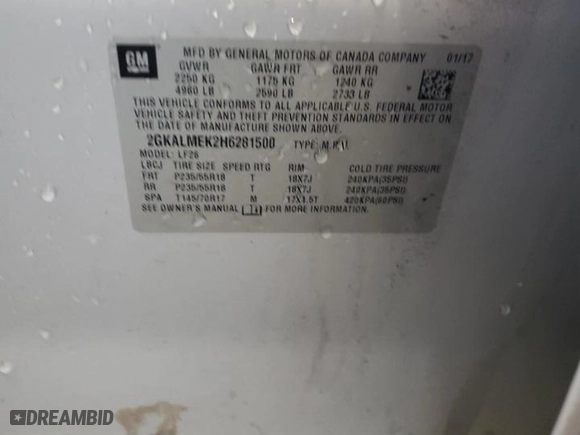 GM
MFD BY GENERAL MOTORS OF CANADA COMPANY 01/17
GVWR GAWR FRT GAWR RR
2250 KG 1175 KG 1240 KG
4960 LB 2590 LB 2733 LB
THIS VEHICLE CONFORMS TO ALL APPLICABLE U.S. FEDERAL MOTOR
VEHICLE SAFETY AND THEFT PREVENTION STANDARDS IN EFFECT ON
THE DATE OF MANUFACTURE SHOWN ABOVE.
2GKALMEK2H6281500 TYPE: M.P.V.
MODEL: LF26
LBCJ TIRE SIZE SPEED RTG RIM COLD TIRE PRESSURE
FRT P235/55R18 T 18X7J 240KPA(35PSI)
RR P235/55R18 T 18X7J 240KPA(35PSI)
SPA T145/70R17 M 17X4.5T 420KPA(60PSI)
SEE OWNER'S MANUAL FOR MORE INFORMATION.
DREAMBID